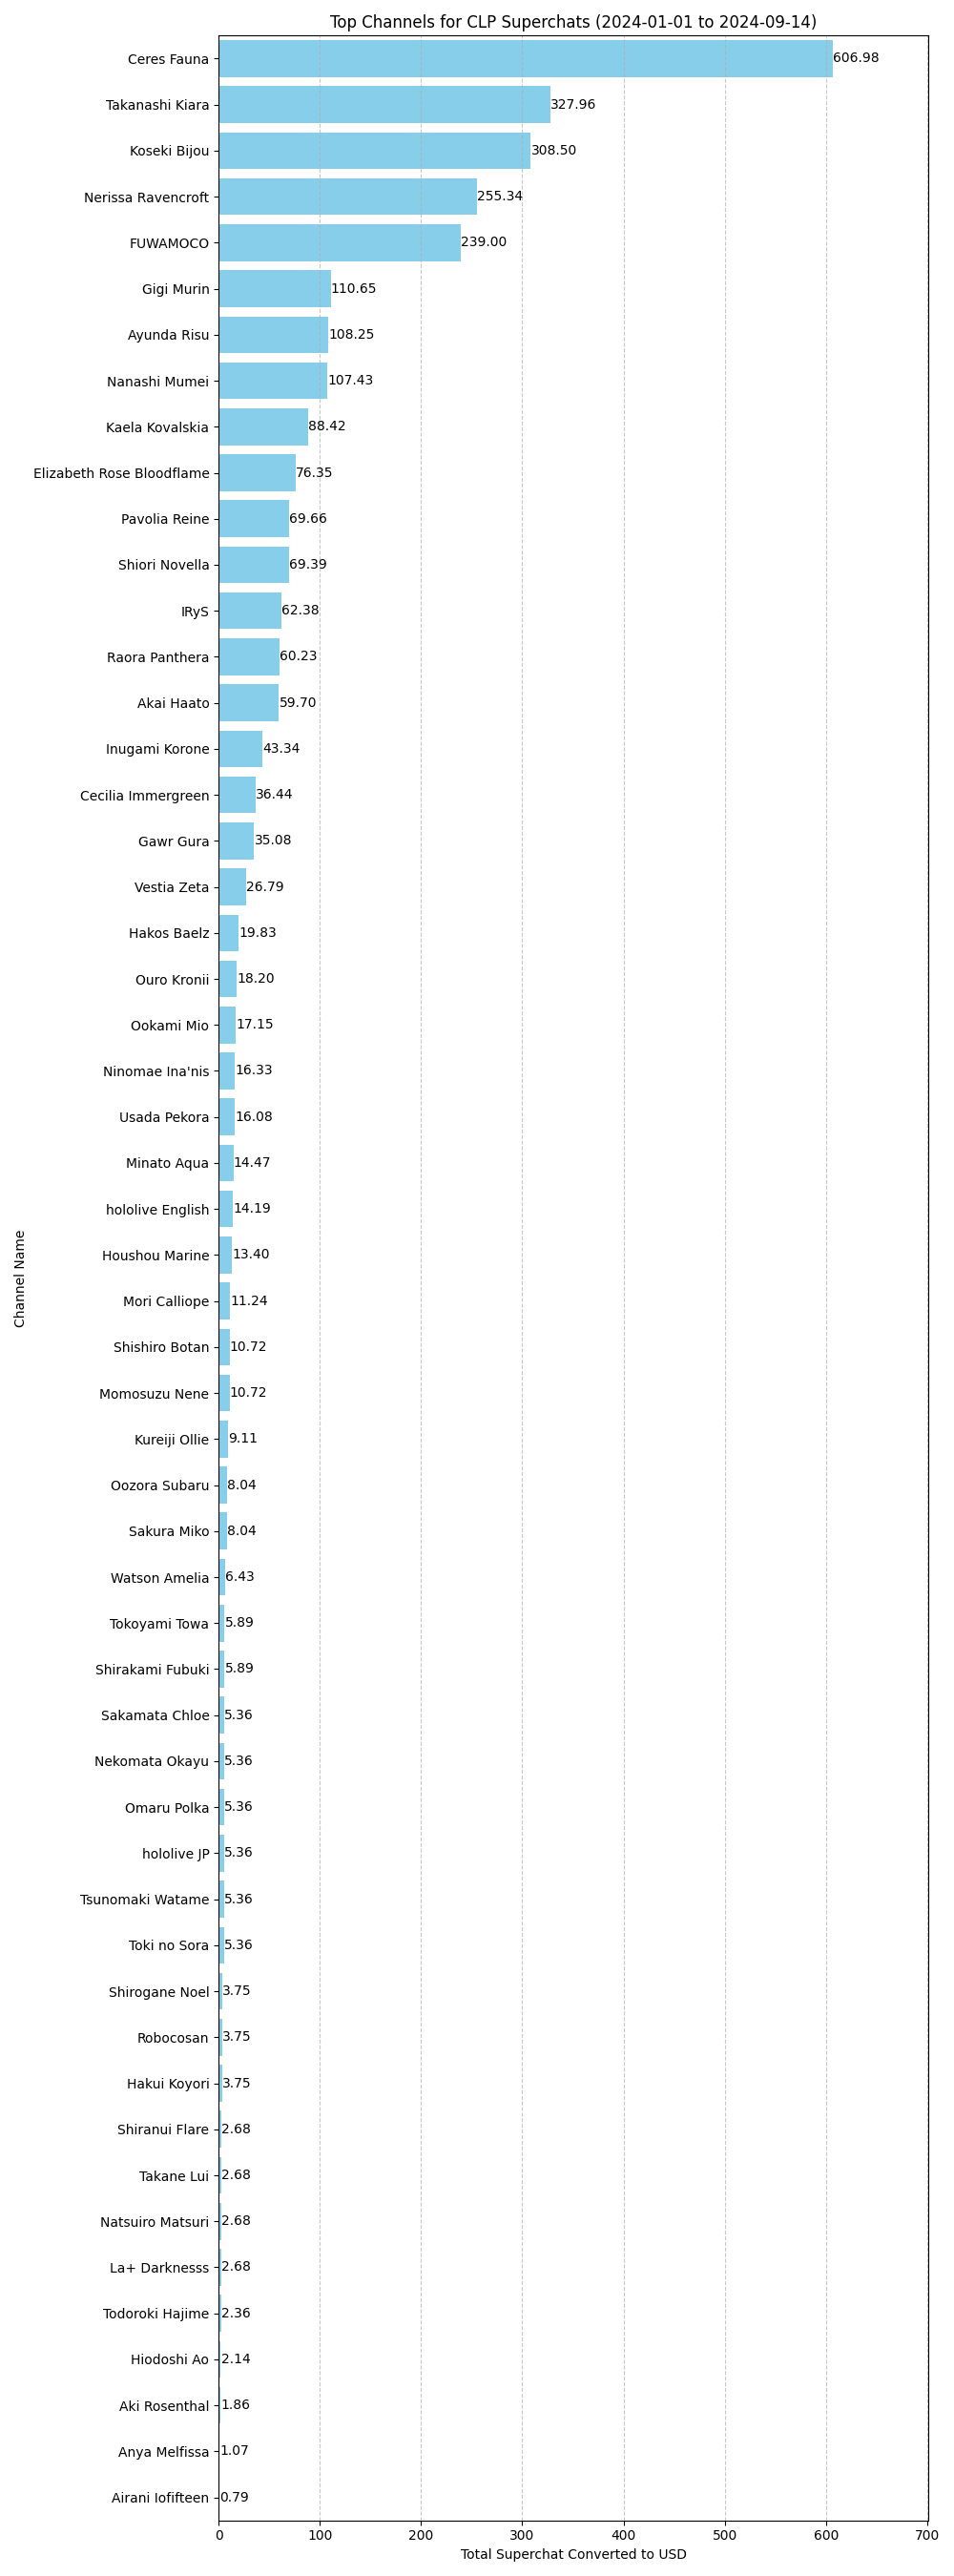 Top Channels for CLP Superchats (2024-01-01 to 2024-09-14)
Ceres Fauna 606.98
Takanashi Kiara 327.96
Koseki Bijou 308.50
Nerissa Ravencroft 255.34
FUWAMOCO 239.00
Gigi Murin 110.65
Ayunda Risu 108.25
Nanashi Mumei 107.43
Kaela Kovalskia 88.42
Elizabeth Rose Bloodflame 76.35
Pavolia Reine 69.66
Shiori Novella 69.39
IRyS 62.38
Raora Panthera 60.23
Akai Haato 59.70
Inugami Korone 43.34
Cecilia Immergreen 36.44
Gawr Gura 35.08
Vestia Zeta 26.79
Hakos Baelz 19.83
Ouro Kronii 18.20
Ookami Mio 17.15
Ninomae Ina'nis 16.33
Usada Pekora 16.08
Minato Aqua 14.47
hololive English 14.19
Houshou Marine 13.40
Mori Calliope 11.24
Shishiro Botan 10.72
Momosuzu Nene 10.72
Kureiji Ollie 9.11
Oozora Subaru 8.04
Sakura Miko 8.04
Watson Amelia 6.43
Tokoyami Towa 5.89
Shirakami Fubuki 5.89
Sakamata Chloe 5.36
Nekomata Okayu 5.36
Omaru Polka 5.36
hololive JP 5.36
Tsunomaki Watame 5.36
Toki no Sora 5.36
Shirogane Noel 3.75
Robocosan 3.75
Hakui Koyori 3.75
Shiranui Flare 2.68
Takane Lui 2.68
Natsuiro Matsuri 2.68
La+ Darknesss 2.68
Todoroki Hajime 2.36
Hiodoshi Ao 2.14
Aki Rosenthal 1.86
Anya Melfissa 1.07
Airani Iofifteen 0.79
Channel Name
0 100 200 300 400 500 600 700
Total Superchat Converted to USD